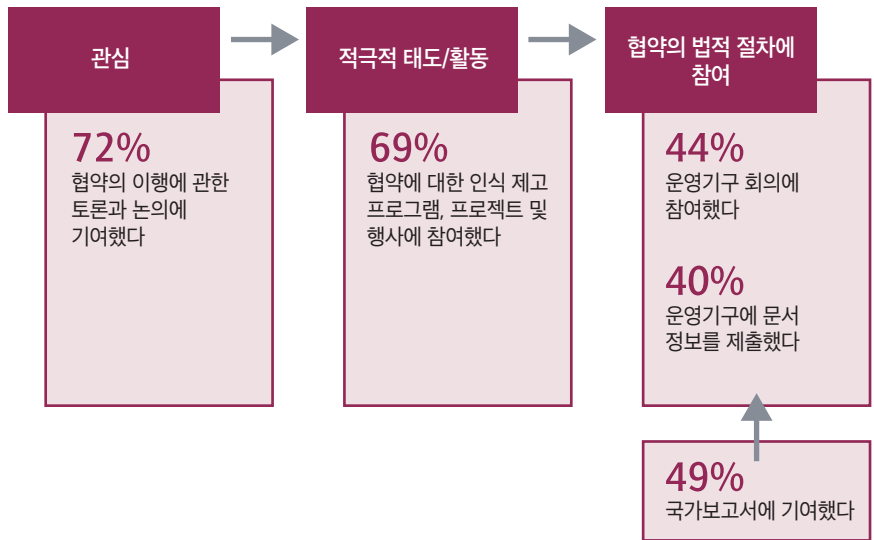 관심
72%
협약의 이행에 관한
토론과 논의에
기여했다
적극적 태도/활동
69%
협약에 대한 인식 제고
프로그램, 프로젝트 및
행사에 참여했다
협약의 법적 절차에
참여
44%
운영기구 회의에
참여했다
40%
운영기구에 문서
정보를 제출했다
49%
국가보고서에 기여했다